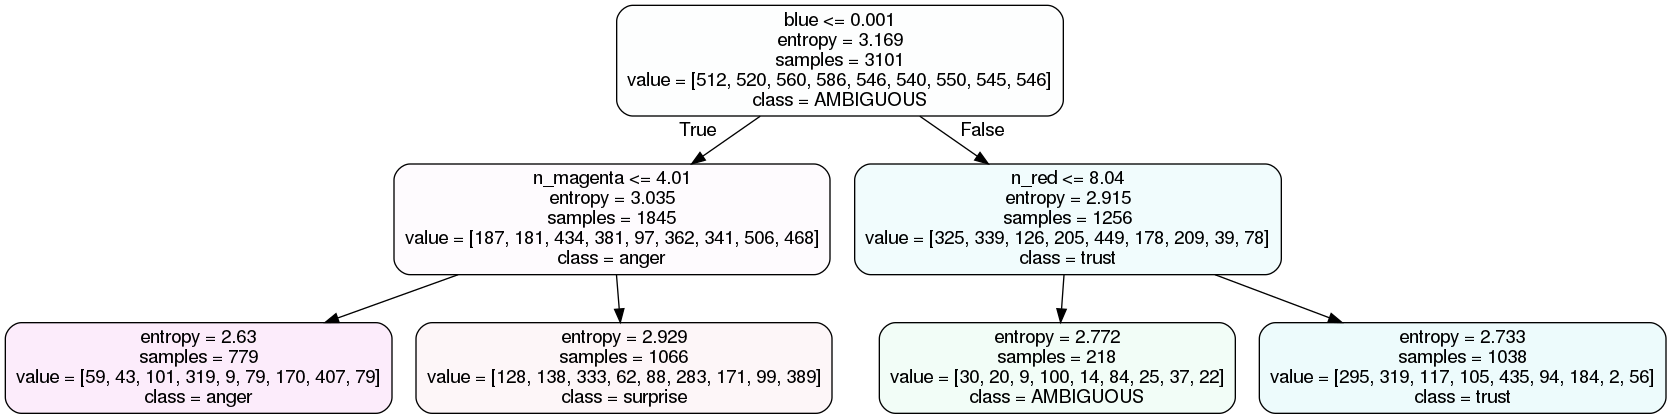 blue <= 0.001
entropy = 3.169
samples = 3101
value = [512, 520, 560, 586, 546, 540, 550, 545, 546]
class = AMBIGUOUS
True
False
n_magenta <= 4.01
entropy = 3.035
samples = 1845
value = [187, 181, 434, 381, 97, 362, 341, 506, 468]
class = anger
n_red <= 8.04
entropy = 2.915
samples = 1256
value = [325, 339, 126, 205, 449, 178, 209, 39, 78]
class = trust
entropy = 2.63
samples = 779
value = [59, 43, 101, 319, 9, 79, 170, 407, 79]
class = anger
entropy = 2.929
samples = 1066
value = [128, 138, 333, 62, 88, 283, 171, 99, 389]
class = surprise
entropy = 2.772
samples = 218
value = [30, 20, 9, 100, 14, 84, 25, 37, 22]
class = AMBIGUOUS
entropy = 2.733
samples = 1038
value = [295, 319, 117, 105, 435, 94, 184, 2, 56]
class = trust